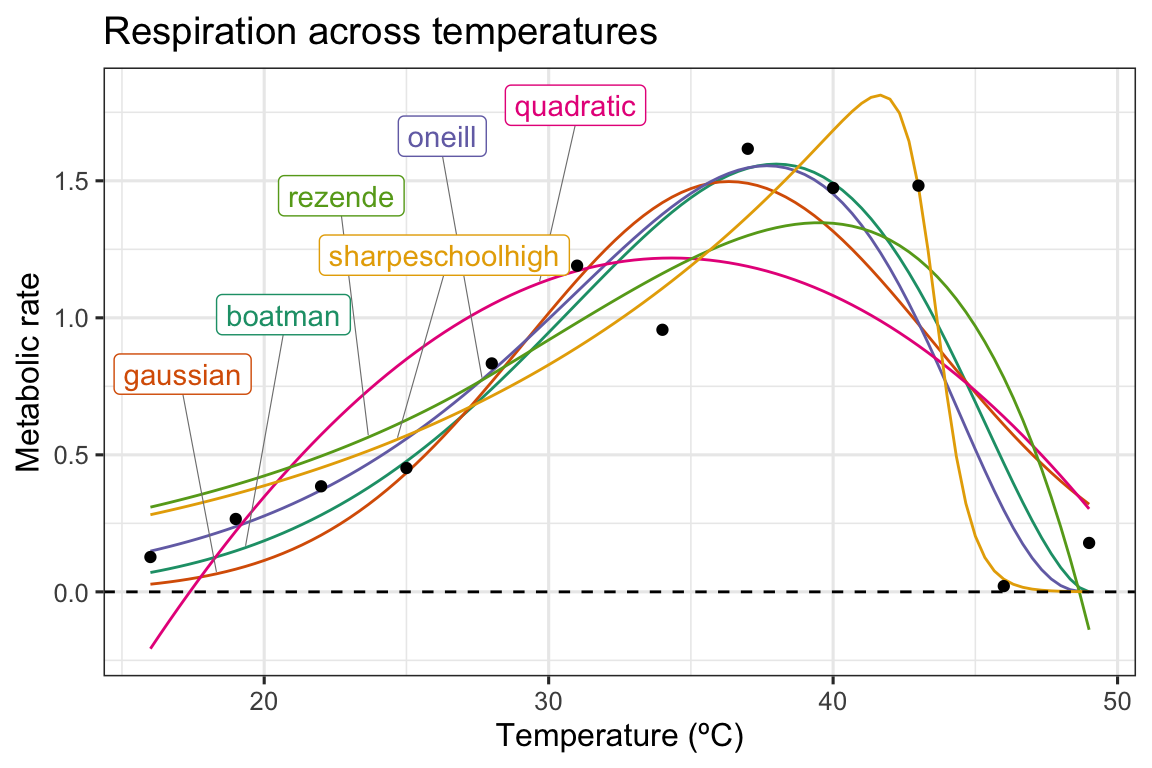 Respiration across temperatures
quadratic
oneill
rezende
sharpeschoolhigh
boatman
gaussian
Metabolic rate
1.5
1.0
0.5
0.0
20
30
40
50
Temperature (ºC)